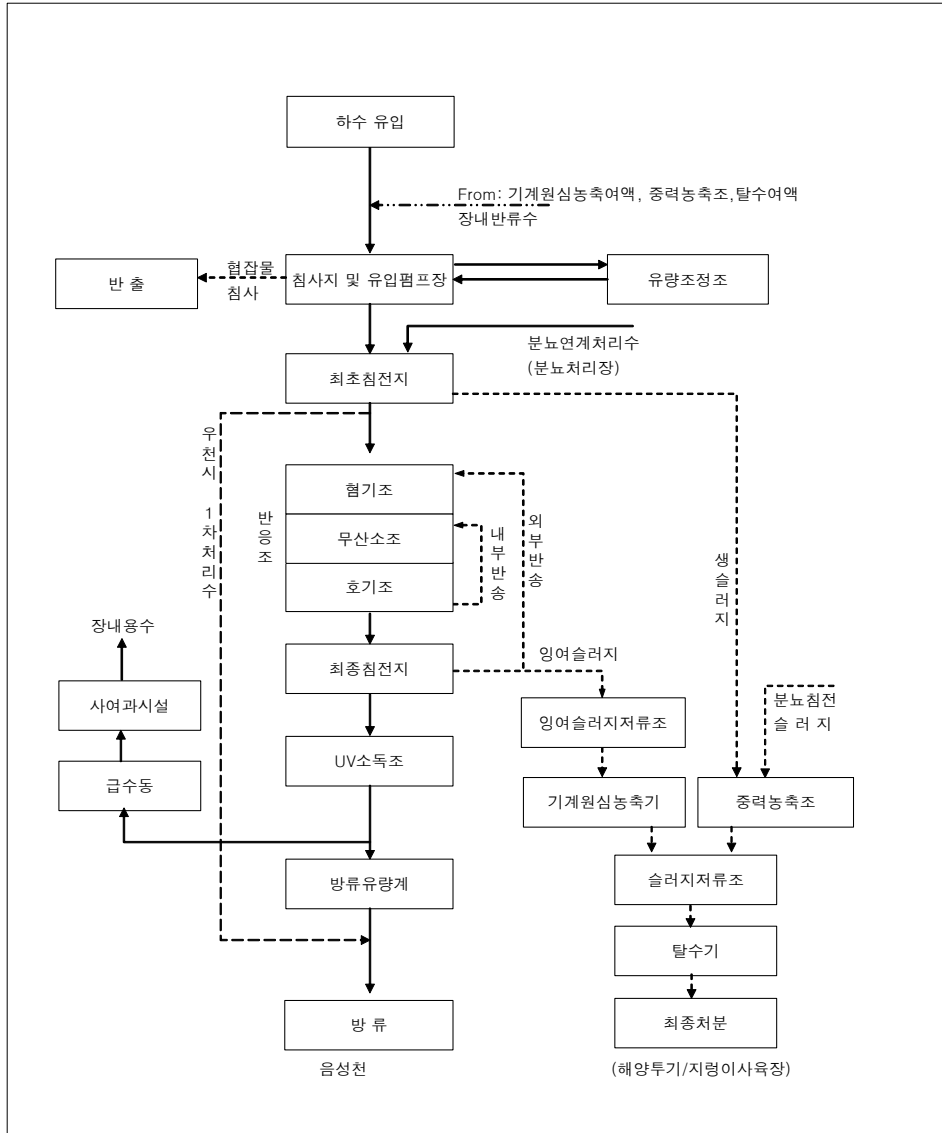 하수 유입
From: 기계원심농축여액, 중력농축조,탈수여액
장내반류수
협잡물
침사
반 출
침사지 및 유입펌프장
유량조정조
분뇨연계처리수
(분뇨처리장)
최초침전지
우천시 1차처리수
반응조
혐기조
무산소조
호기조
내부반송
외부반송
생슬러지
장내용수
최종침전지
잉여슬러지
사여과시설
잉여슬러지저류조
분뇨침전
슬 러 지
UV소독조
급수동
기계원심농축기
중력농축조
방류유량계
슬러지저류조
탈수기
방 류
최종처분
음성천
(해양투기/지렁이사육장)